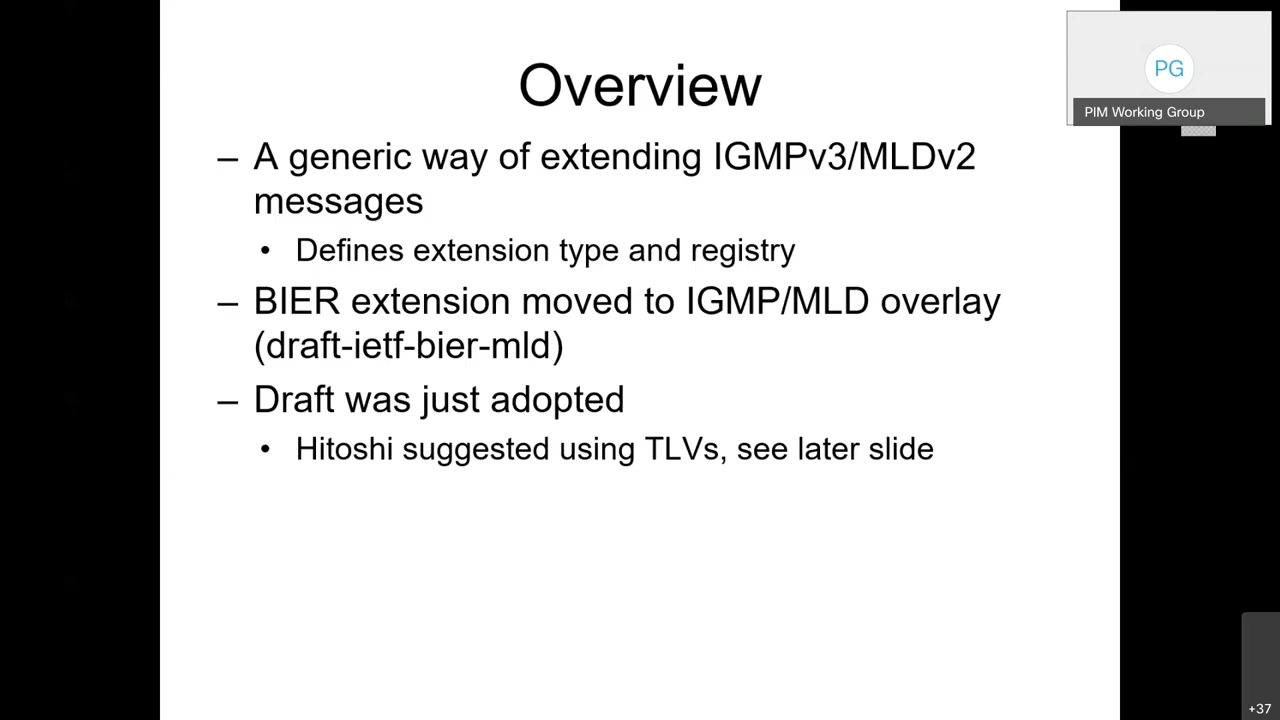 Overview
PG
PIM Working Group
– A generic way of extending IGMPv3/MLDv2
messages
• Defines extension type and registry
– BIER extension moved to IGMP/MLD overlay
(draft-ietf-bier-mld)
– Draft was just adopted
• Hitoshi suggested using TLVs, see later slide
+37